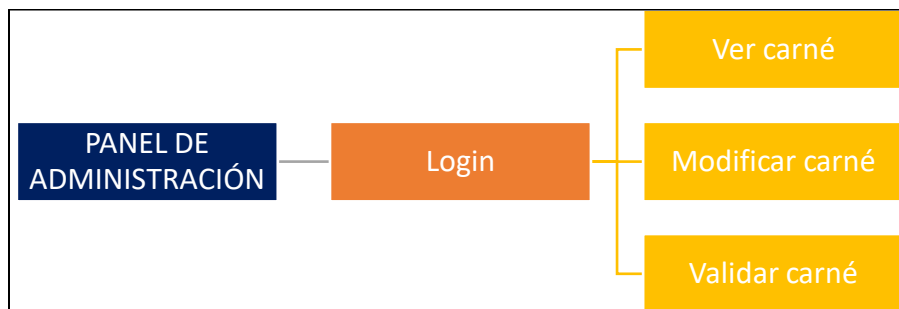 Ver carné
PANEL DE
ADMINISTRACIÓN
Login
Modificar carné
Validar carné